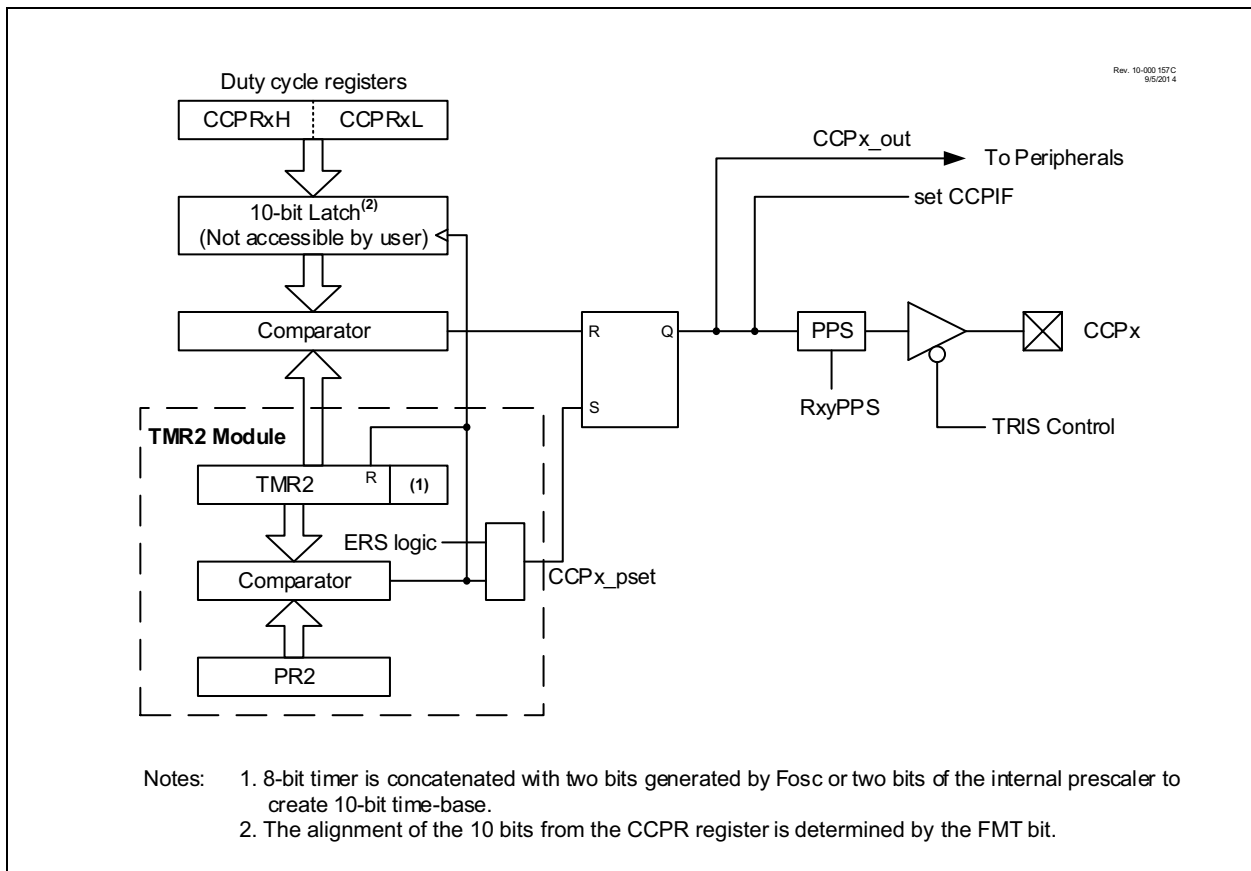 Rev. 10-000 157C
9/5/201 4
Duty cycle registers
CCPRxH CCPRxL
CCPx_out
To Peripherals
set CCPIF
10-bit Latch(2)
(Not accessible by user)
Comparator
R Q
S
PPS
CCPx
RxyPPS
TRIS Control
TMR2 Module
TMR2 R (1)
ERS logic
Comparator
CCPx_pset
PR2
Notes: 1. 8-bit timer is concatenated with two bits generated by Fosc or two bits of the internal prescaler to
create 10-bit time-base.
2. The alignment of the 10 bits from the CCPR register is determined by the FMT bit.